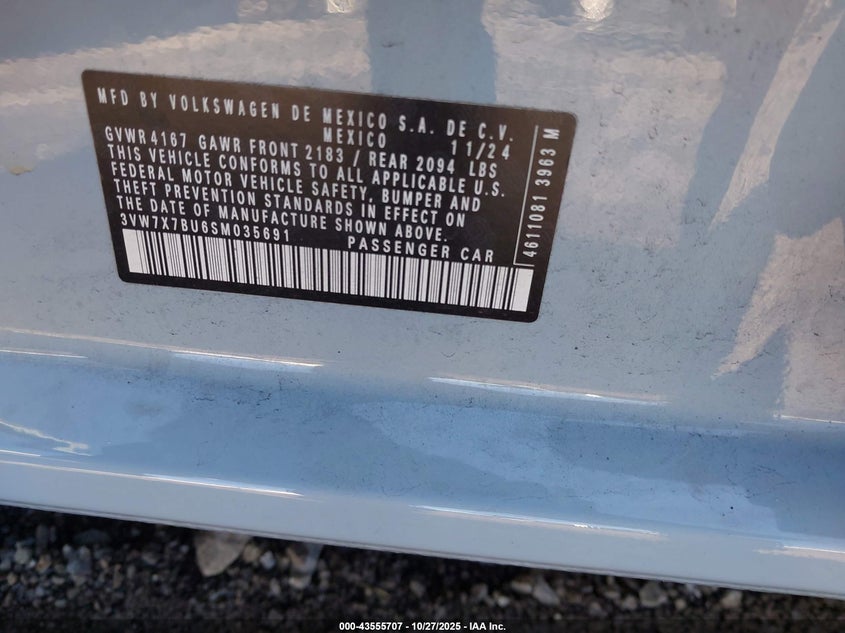 MFD BY VOLKSWAGEN DE MEXICO S.A. DE C.V.
MEXICO 11/24
GVWR 4167 GAWR FRONT 2183 / REAR 2094 LBS
THIS VEHICLE CONFORMS TO ALL APPLICABLE U.S.
FEDERAL MOTOR VEHICLE SAFETY, BUMPER AND
THEFT PREVENTION STANDARDS IN EFFECT ON
THE DATE OF MANUFACTURE SHOWN ABOVE.
3VW7X7BU6SM035691 PASSENGER CAR
4611081 3963 M
000-43555707 - 10/27/2025 - IAA Inc.